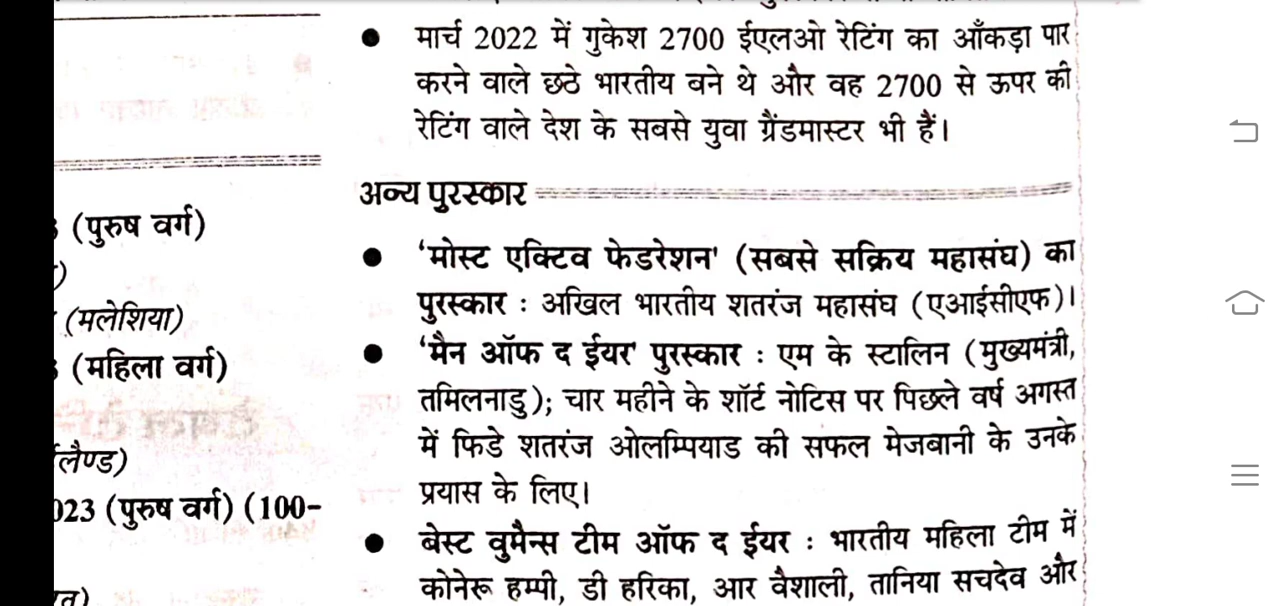 (पुरुष वर्ग)
(मलेशिया)
(महिला वर्ग)
लैण्ड)
023 (पुरुष वर्ग) (100-
● मार्च 2022 में गुकेश 2700 ईएलओ रेटिंग का आँकड़ा पार
करने वाले छठे भारतीय बने थे और वह 2700 से ऊपर की
रेटिंग वाले देश के सबसे युवा ग्रैंडमास्टर भी हैं।
अन्य पुरस्कार
● ‘मोस्ट एक्टिव फेडरेशन' (सबसे सक्रिय महासंघ) का
पुरस्कार : अखिल भारतीय शतरंज महासंघ (एआईसीएफ)।
● ‘मैन ऑफ द ईयर' पुरस्कार : एम के स्टालिन (मुख्यमंत्री,
तमिलनाडु); चार महीने के शॉर्ट नोटिस पर पिछले वर्ष अगस्त
में फिडे शतरंज ओलम्पियाड की सफल मेजबानी के उनके
प्रयास के लिए।
● बेस्ट वुमैन्स टीम ऑफ द ईयर : भारतीय महिला टीम में
कोनेरू हम्पी, डी हरिका, आर वैशाली, तानिया सचदेव और